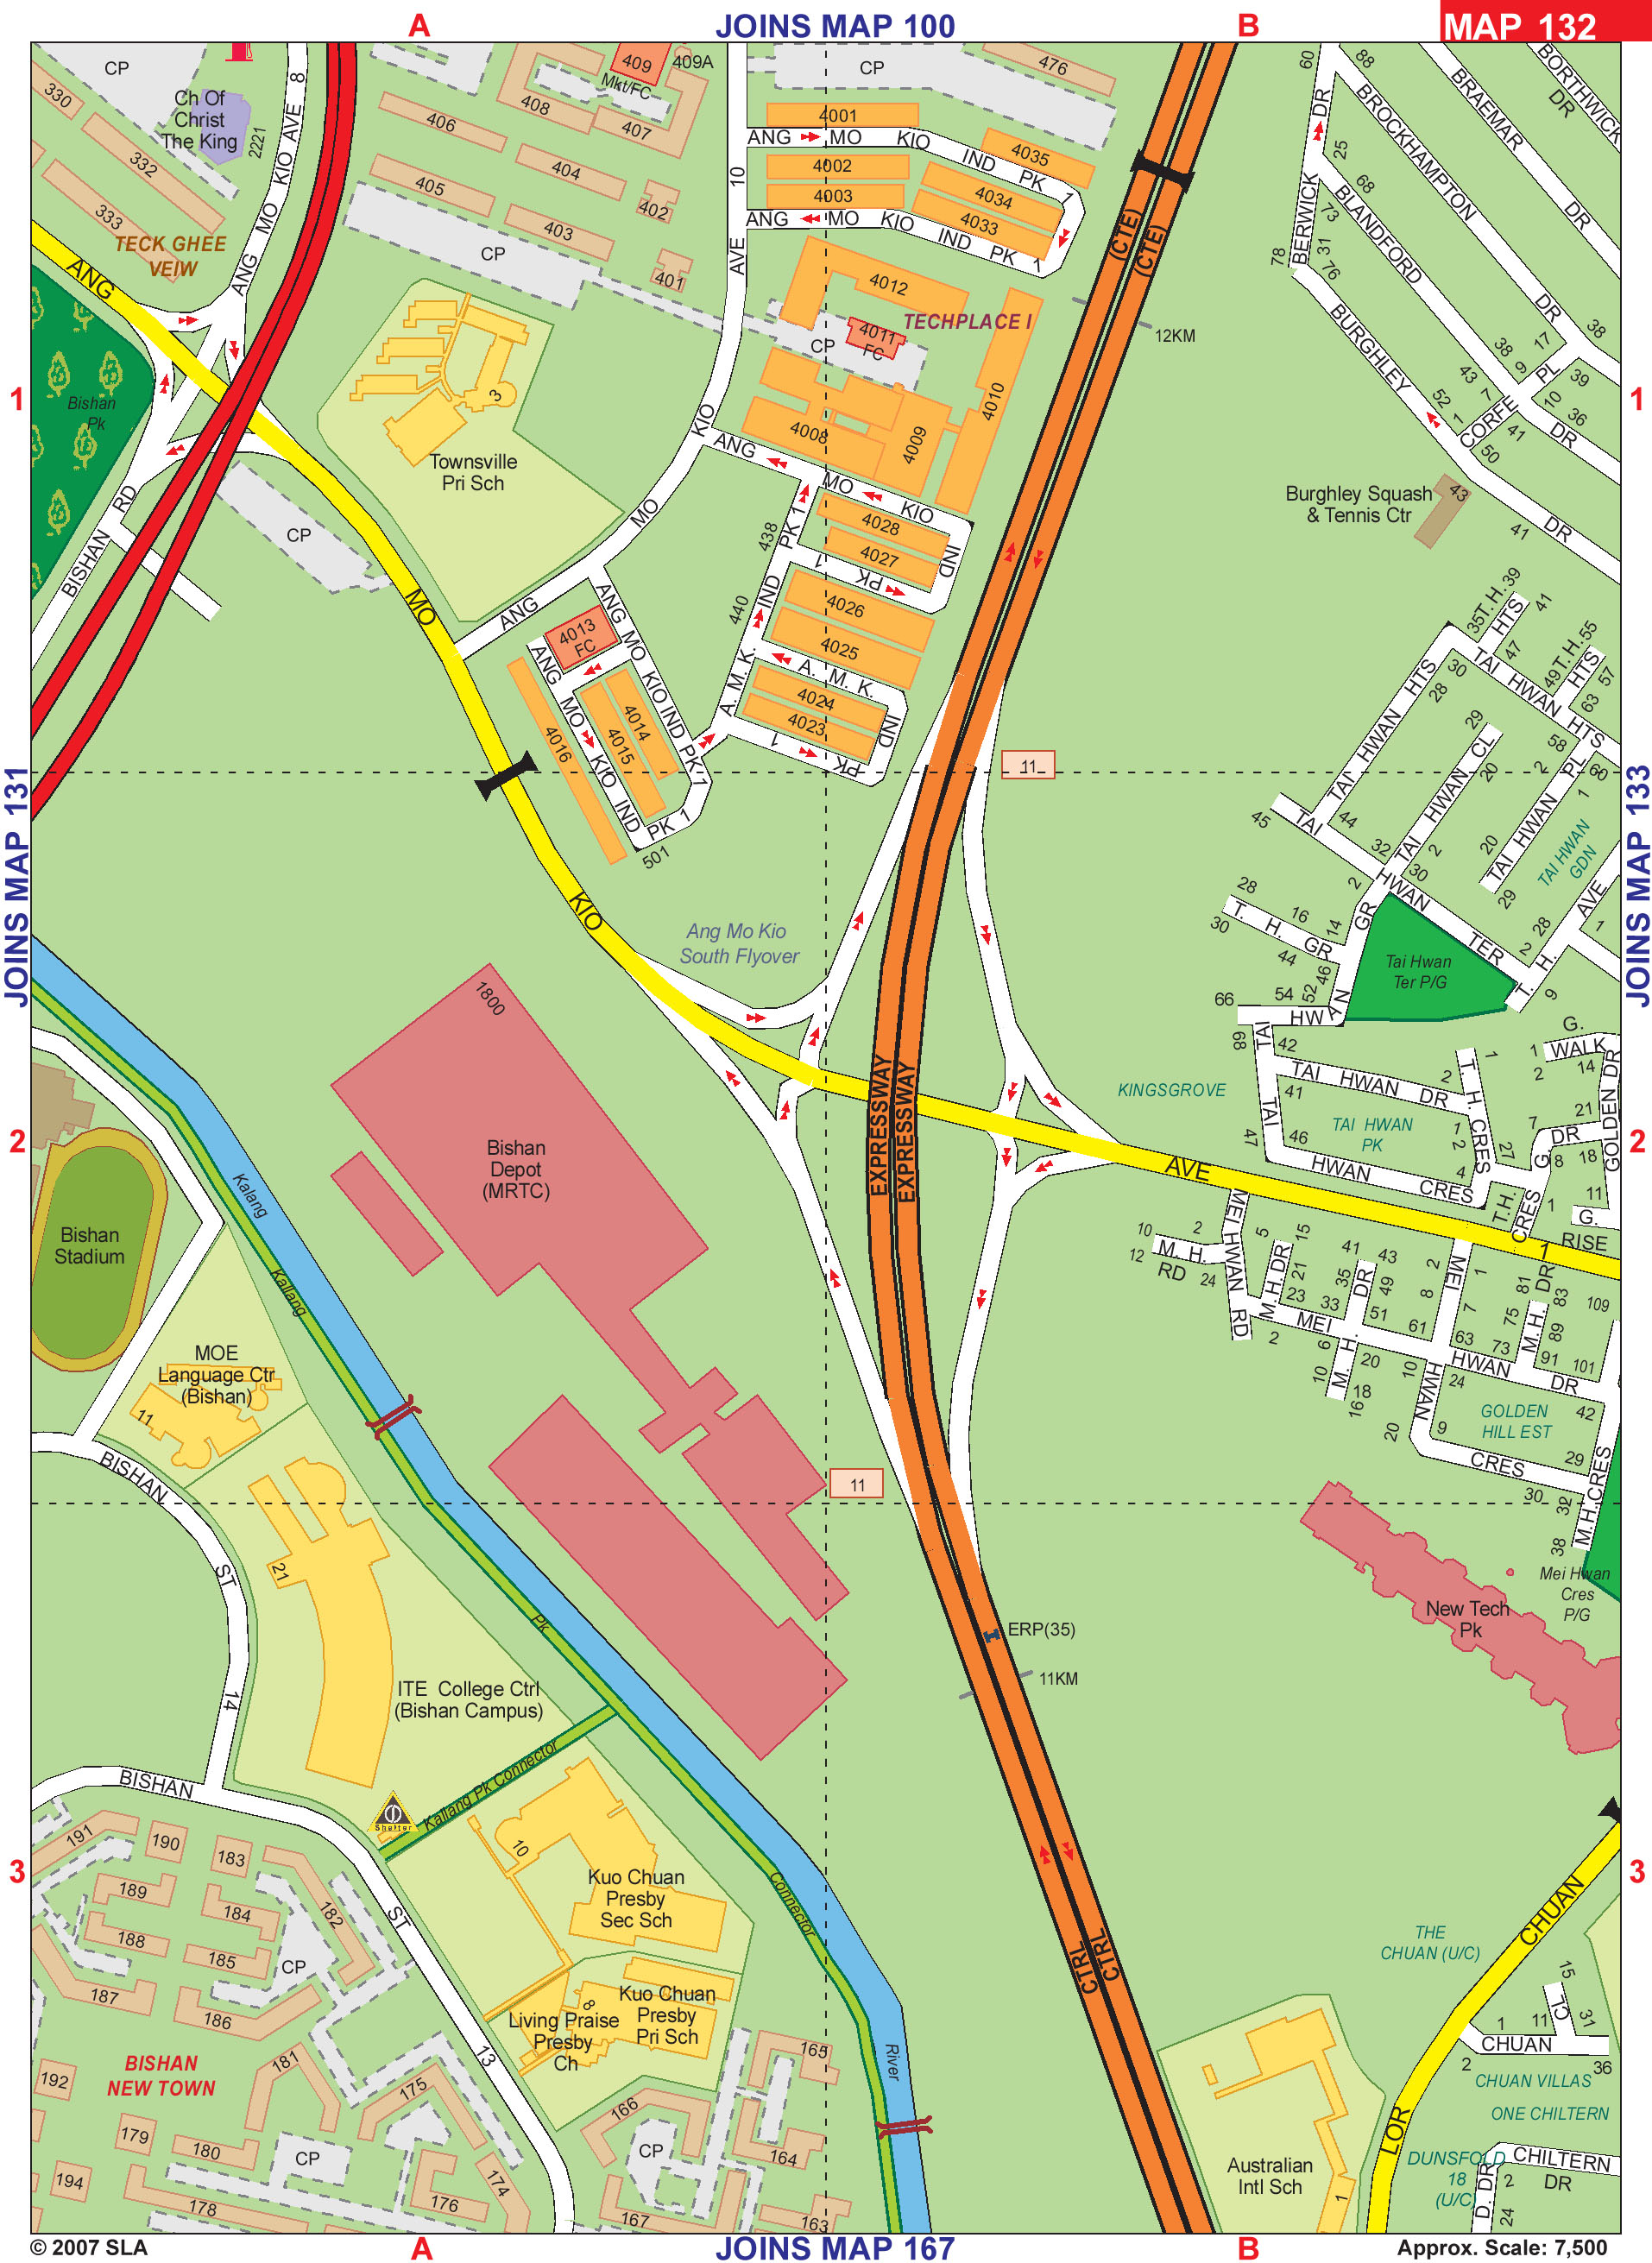 A
JOINS MAP 100
B
MAP 132
CP
330
332
333
Ch Of
Christ
The King
2221
ANG MO KIO AVE 8
TECK GHEE
VEIW
409
409A
Mkt/FC
408
407
406
405
404
403
402
401
CP
CP
476
4001
ANG MO KIO IND PK 1
4002
4003
4035
4034
4033
ANG MO KIO IND PK 1
4012
4011
FC
CP
TECHPLACE I
4010
4008
4009
ANG MO KIO AVE 10
(CTE)
(CTE)
12KM
60
88
BERWICK DR
25
68
73
31
76
78
BROCKHAMPTON DR
BRAEMAR DR
BORTHWICK
DR
BLANDFORD DR
BURGHLEY DR
38
17
38
9
43
7
52
1
CORFE PL
39
10
36
41
50
41
Burghley Squash
& Tennis Ctr
43
1
1
Bishan
Pk
BISHAN RD
CP
Townsville
Pri Sch
3
ANG MO KIO AVE 1
ANG MO KIO IND PK 1
4028
4027
438
PK 1
440
4026
4025
A. M. K. IND PK 1
4024
4023
4013
FC
4014
4015
4016
ANG MO KIO IND PK 1
ANG MO KIO IND PK 1
501
11
JOINS MAP 131
JOINS MAP 133
35 T. H. HTS 39
41
47
49 T. H. HTS 55
57
63
30
28
TAI HWAN HTS
TAI HWAN HTS
58
60
29
20
TAI HWAN CL
2
TAI HWAN PL
1
20
29
TAI HWAN
GDN
45
44
32
30
2
2
TAI HWAN TER
28
T. H. AVE
1
2
9
28
30
T. H. GR
16
14
44
46
52
54
66
68
TAI HWAN GR
Tai Hwan
Ter P/G
Ang Mo Kio
South Flyover
1800
Bishan
Depot
(MRTC)
2
2
Bishan
Stadium
Kalang
Kallang
EXPRESSWAY
EXPRESSWAY
KINGSGROVE
42
41
TAI HWAN DR
2
1
TAI HWAN
PK
47
46
TAI HWAN CRES
4
T. H. CRES
1
2
27
T.H. CRES
G. WALK
1
2
14
GOLDEN DR
21
7
G. DR
8
18
1
11
G. RISE
10
2
12
M. H.
RD
24
MEI HWAN RD
5
15
M.H. DR
21
23
33
35
41
43
49
51
61
2
8
1
7
63
73
75
81
83
89
91
101
109
MEI HWAN DR
2
6
10
M. H. DR
20
18
16
10
24
M. H. DR
42
20
9
MEI HWAN CRES
29
30
32
38
M.H.CRES
GOLDEN
HILL EST
Mei Hwan
Cres
P/G
New Tech
Pk
MOE
Language Ctr
(Bishan)
11
11
BISHAN ST 14
21
ITE College Ctrl
(Bishan Campus)
Pk
ERP(35)
11KM
Kallang Pk Connector
Shelter
BISHAN ST 13
3
3
10
Kuo Chuan
Presby
Sec Sch
Connector
Kuo Chuan
Presby
Pri Sch
8
Living Praise
Presby
Ch
River
CTRL
CTRL
191
190
183
189
184
182
188
185
187
186
CP
BISHAN
NEW TOWN
192
181
175
179
180
194
178
CP
176
174
166
165
CP
164
167
163
THE
CHUAN (U/C)
LOR CHUAN
15
CL
31
1
11
CHUAN
2
36
CHUAN VILLAS
ONE CHILTERN
DUNSFOLD
18
(U/C)
CHILTERN
DR
D. DR
2
24
Australian
Intl Sch
1
© 2007 SLA
A
JOINS MAP 167
B
Approx. Scale: 7,500